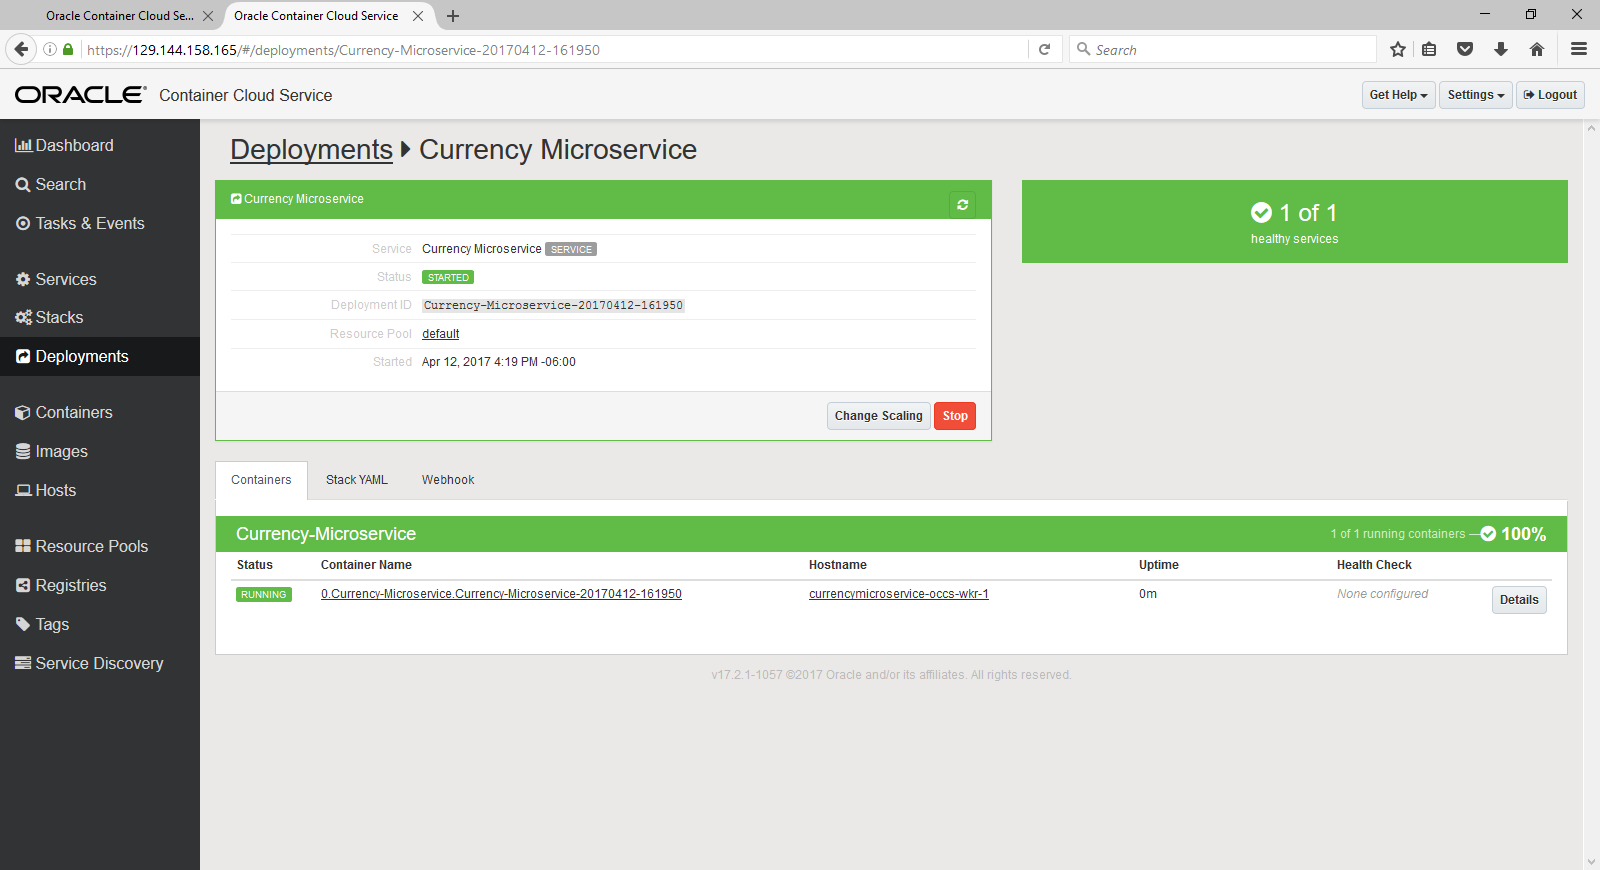 Oracle Container Cloud Se...
Oracle Container Cloud Service
https://129.144.158.165/#/deployments/Currency-Microservice-20170412-161950
Search
ORACLE Container Cloud Service
Get Help
Settings
Logout
Dashboard
Search
Tasks & Events
Services
Stacks
Deployments
Containers
Images
Hosts
Resource Pools
Registries
Tags
Service Discovery
Deployments Currency Microservice
Currency Microservice
Service Currency Microservice SERVICE
Status STARTED
Deployment ID Currency-Microservice-20170412-161950
Resource Pool default
Started Apr 12, 2017 4:19 PM -06:00
Change Scaling Stop
1 of 1
healthy services
Containers Stack YAML Webhook
Currency-Microservice 1 of 1 running containers — 100%
Status Container Name Hostname Uptime Health Check
RUNNING 0.Currency-Microservice.Currency-Microservice-20170412-161950 currencymicroservice-occs-wkr-1 0m None configured Details
v17.2.1-1057 ©2017 Oracle and/or its affiliates. All rights reserved.